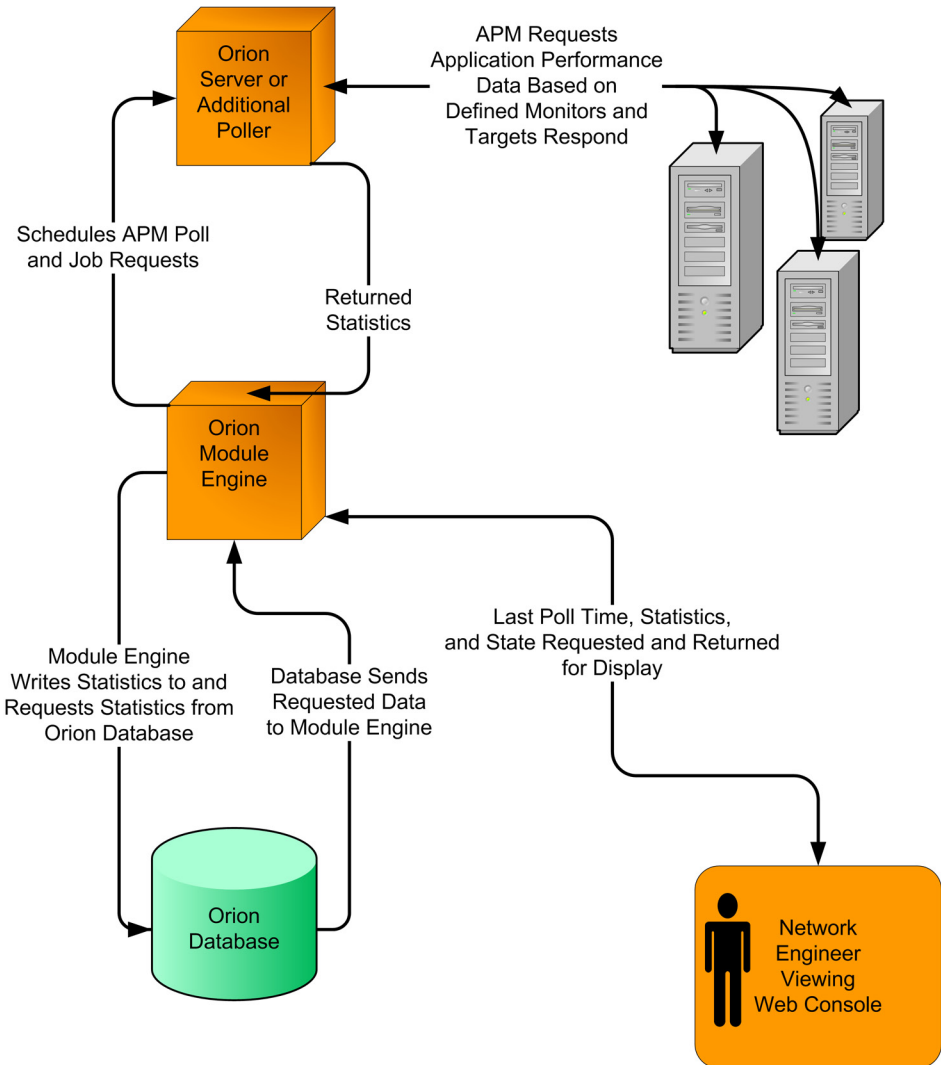 Orion
Server or
Additional
Poller
APM Requests
Application Performance
Data Based on
Defined Monitors and
Targets Respond
Schedules APM Poll
and Job Requests
Returned
Statistics
Orion
Module
Engine
Last Poll Time, Statistics,
and State Requested and Returned
for Display
Module Engine
Writes Statistics to and
Requests Statistics from
Orion Database
Database Sends
Requested Data
to Module Engine
Orion
Database
Network
Engineer
Viewing
Web Console